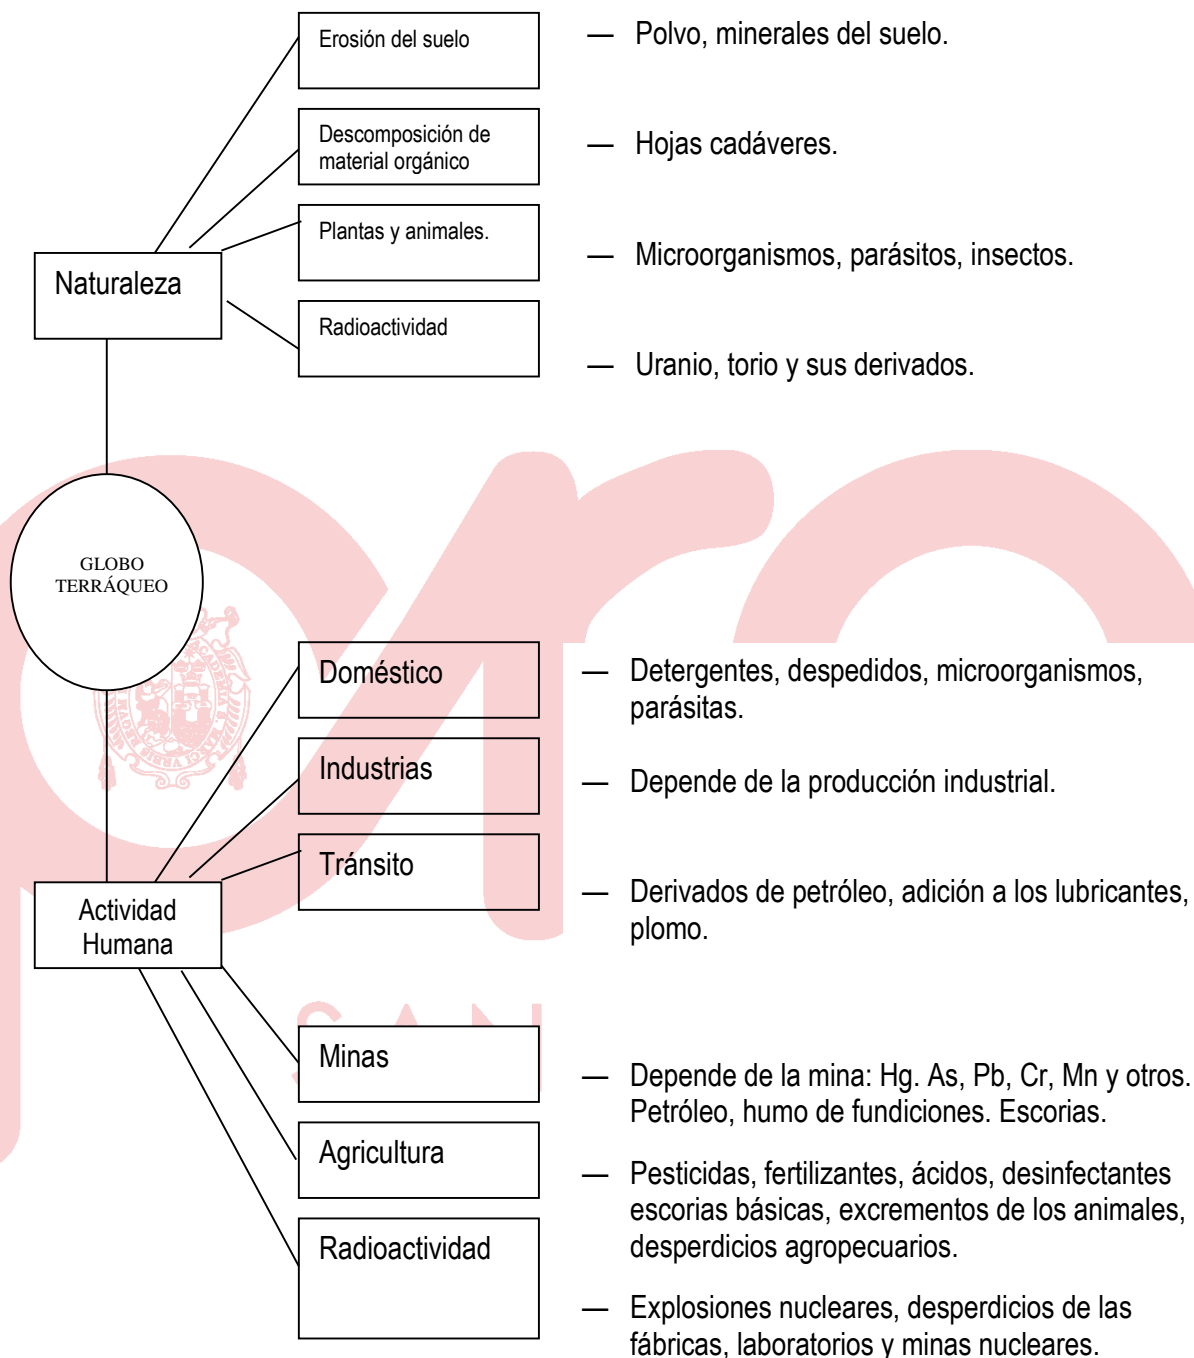 Erosión del suelo
— Polvo, minerales del suelo.
Descomposición de
material orgánico
— Hojas cadáveres.
Plantas y animales.
— Microorganismos, parásitos, insectos.
Naturaleza
Radioactividad
— Uranio, torio y sus derivados.
GLOBO
TERRÁQUEO
Doméstico
— Detergentes, despedidos, microorganismos,
parásitas.
Industrias
— Depende de la producción industrial.
Tránsito
— Derivados de petróleo, adición a los lubricantes,
plomo.
Actividad
Humana
SAN
Minas
— Depende de la mina: Hg. As, Pb, Cr, Mn y otros.
Petróleo, humo de fundiciones. Escorias.
Agricultura
— Pesticidas, fertilizantes, ácidos, desinfectantes
escorias básicas, excrementos de los animales,
desperdicios agropecuarios.
Radioactividad
— Explosiones nucleares, desperdicios de las
fábricas, laboratorios y minas nucleares.
pro